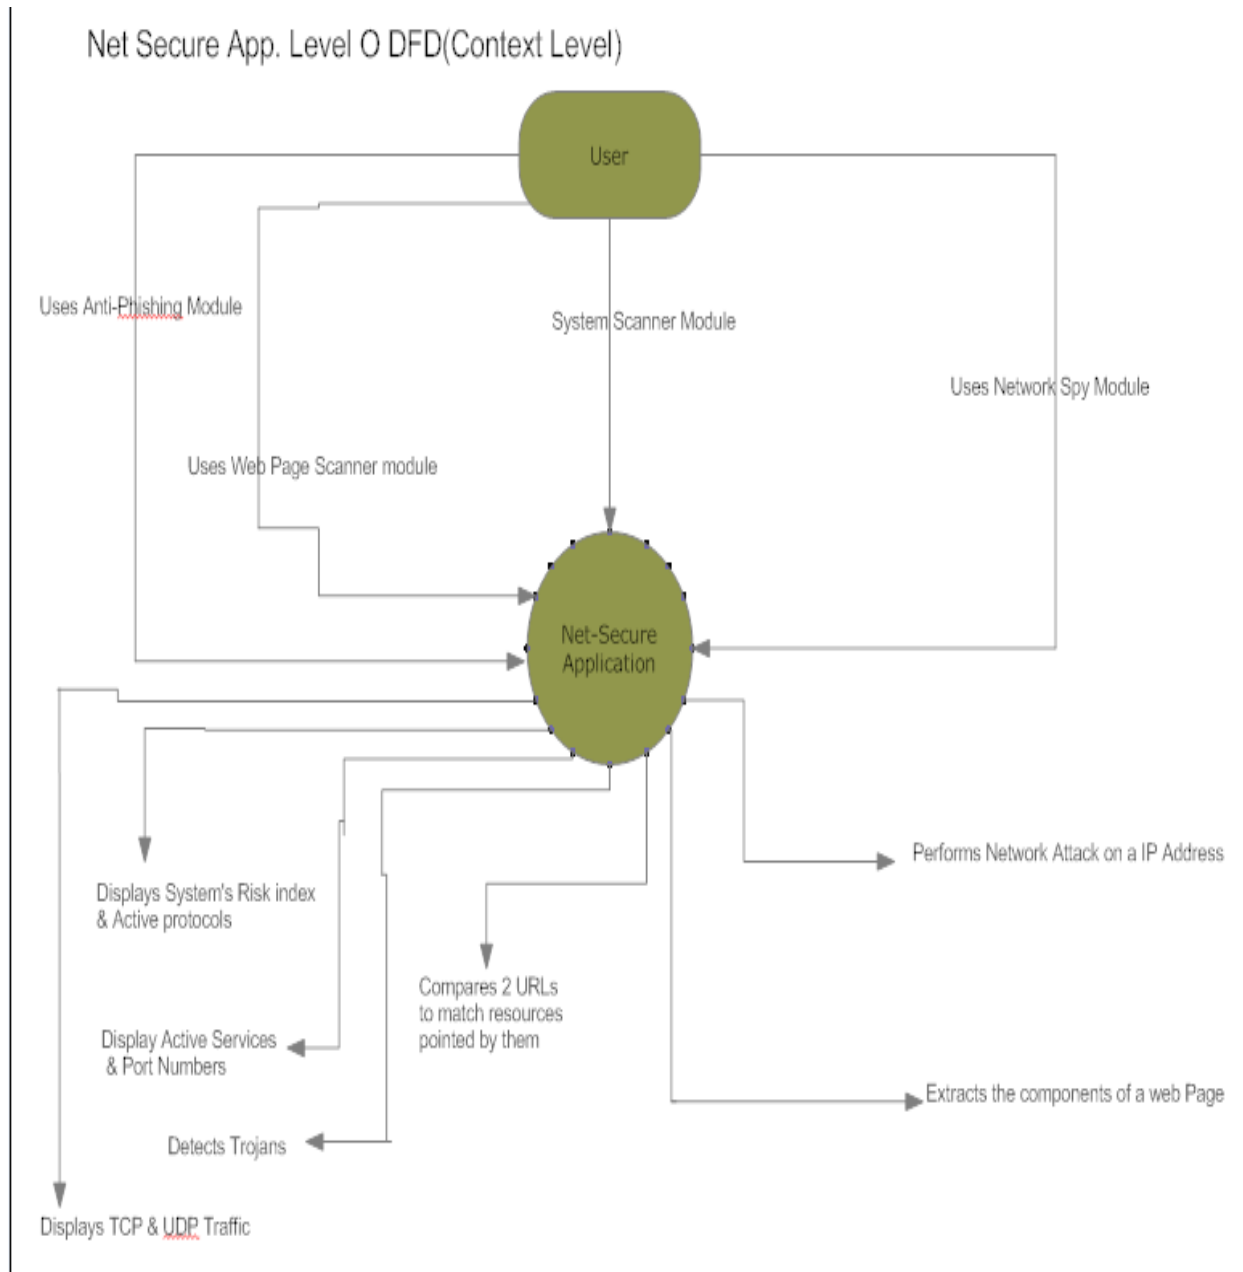 Net Secure App. Level O DFD(Context Level)
User
Uses Anti-Phishing Module
System Scanner Module
Uses Network Spy Module
Uses Web Page Scanner module
Net-Secure
Application
Performs Network Attack on a IP Address
Displays System's Risk index
& Active protocols
Compares 2 URLs
to match resources
pointed by them
Display Active Services
& Port Numbers
Extracts the components of a web Page
Detects Trojans
Displays TCP & UDP Traffic